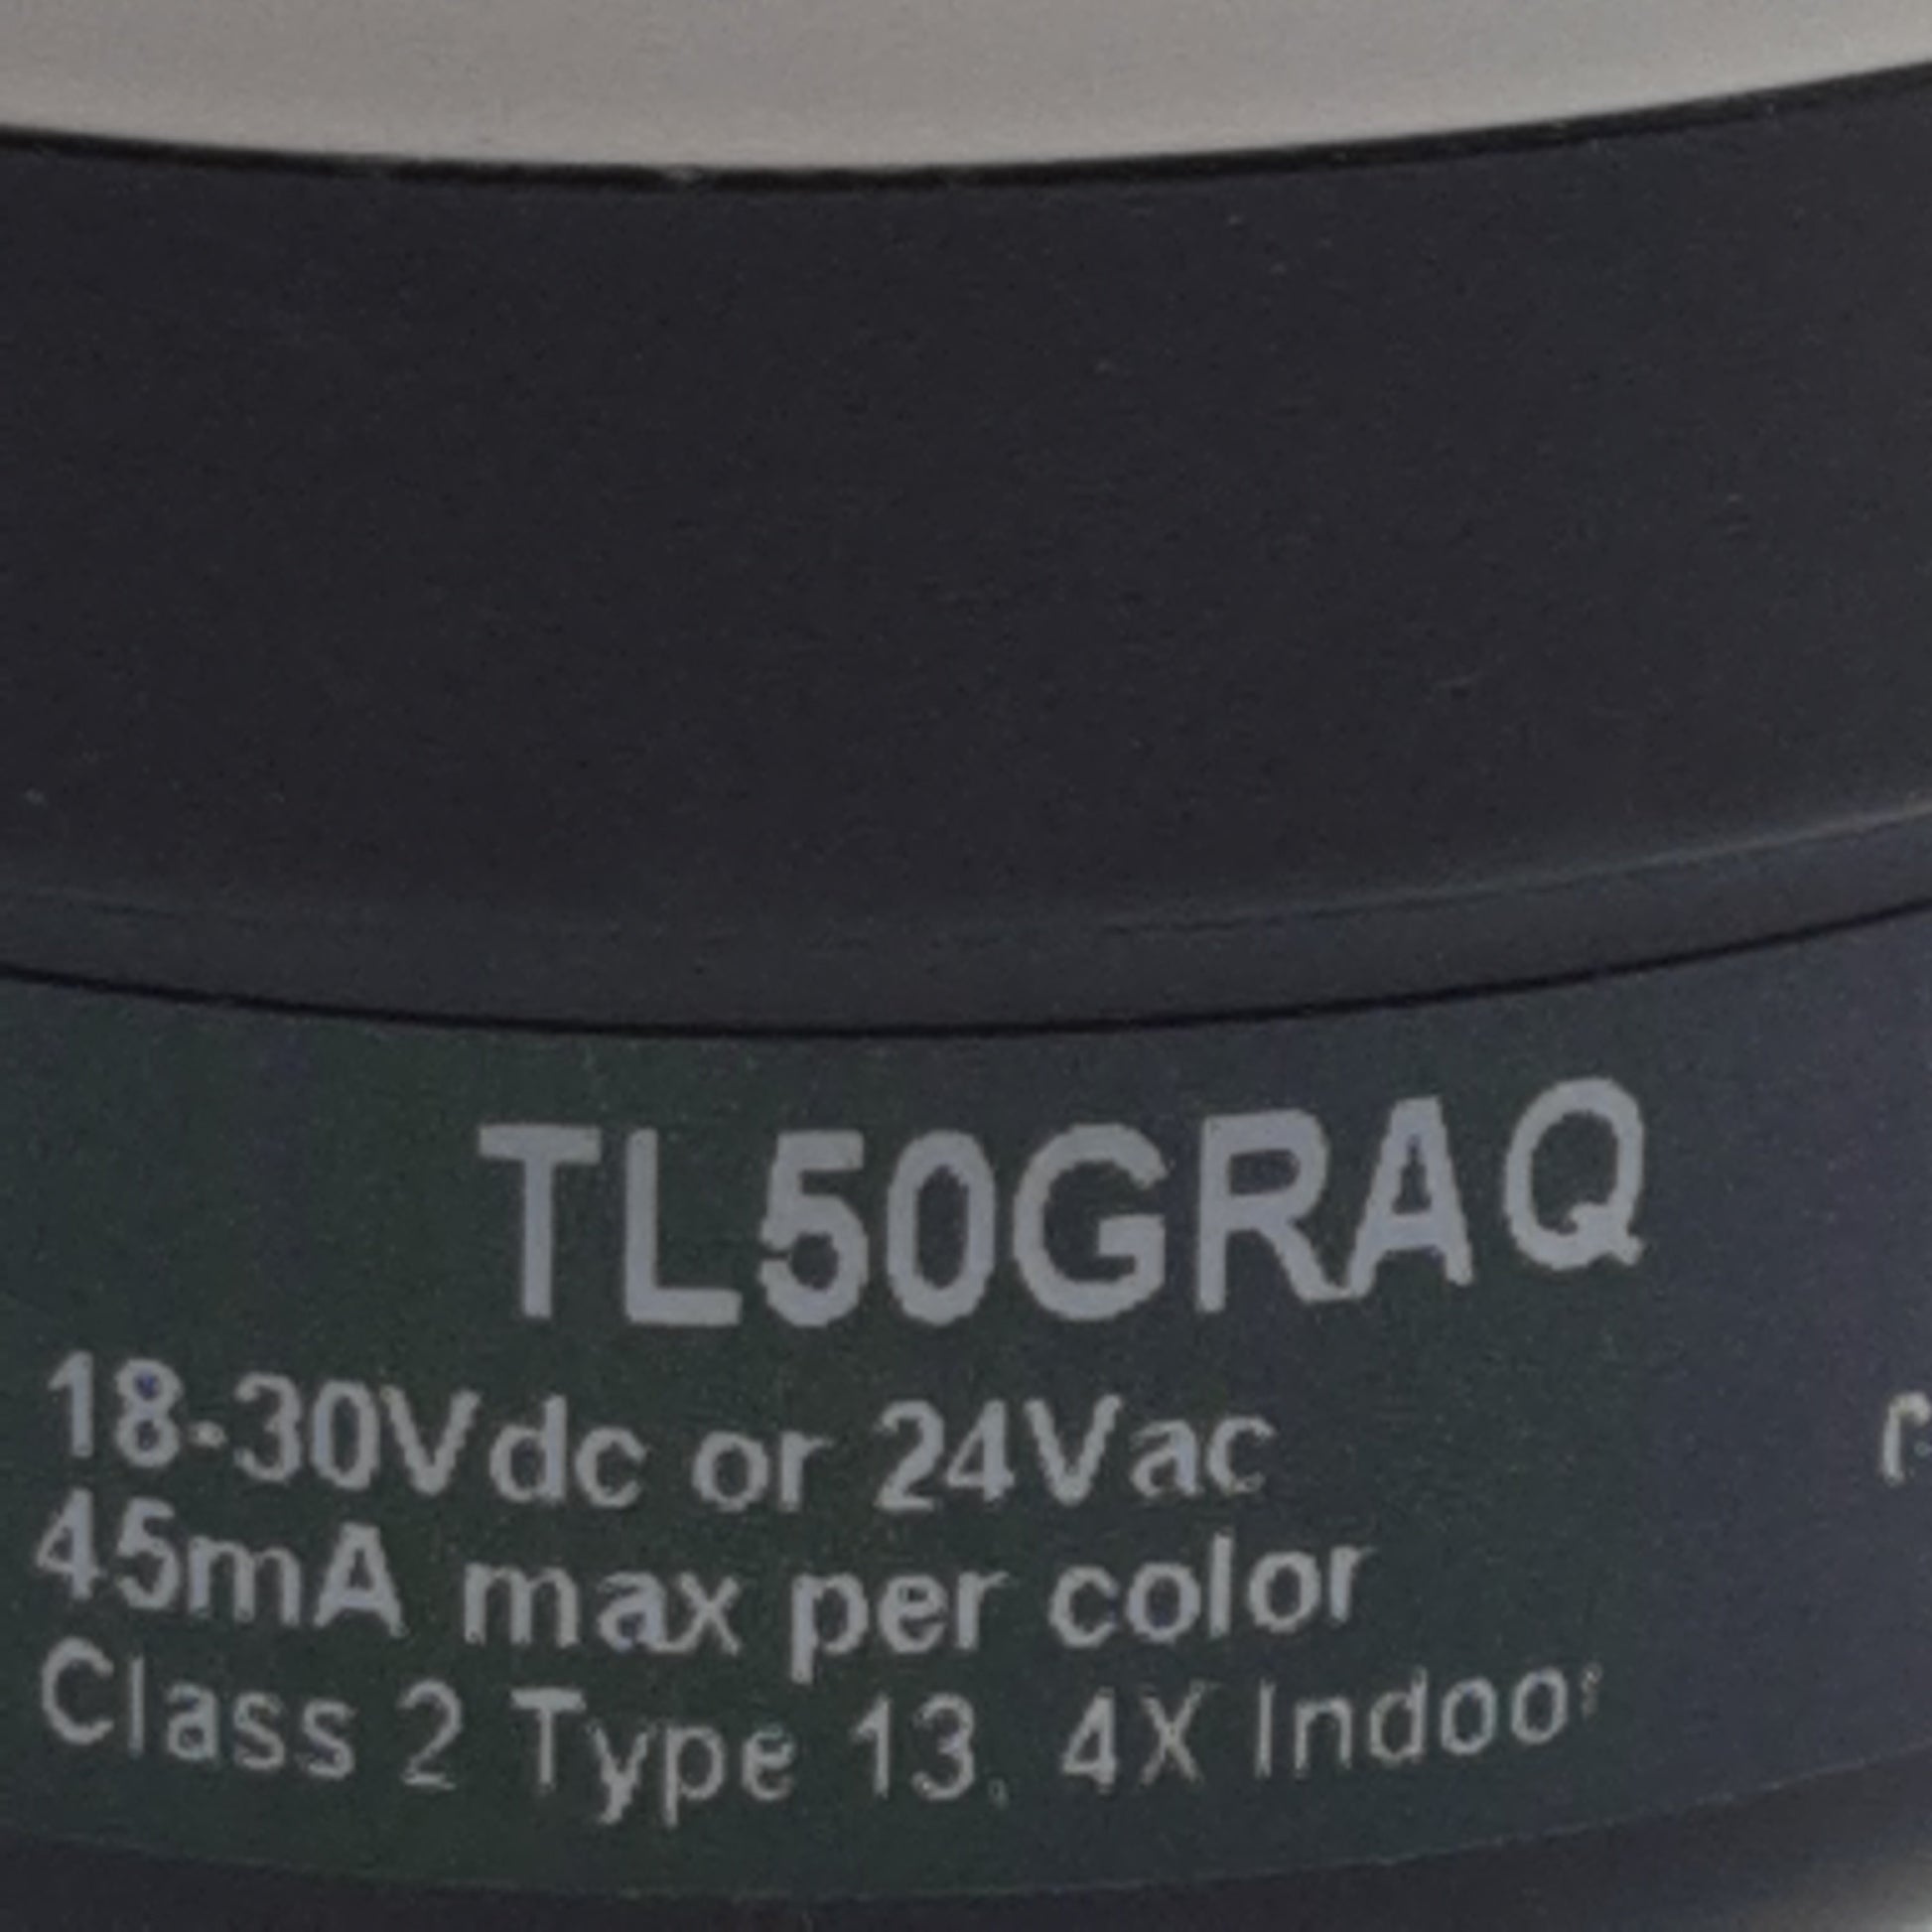 TL50GRAQ
18-30Vdc or 24Vac
45mA max per color
Class 2 Type 13, 4X Indoor